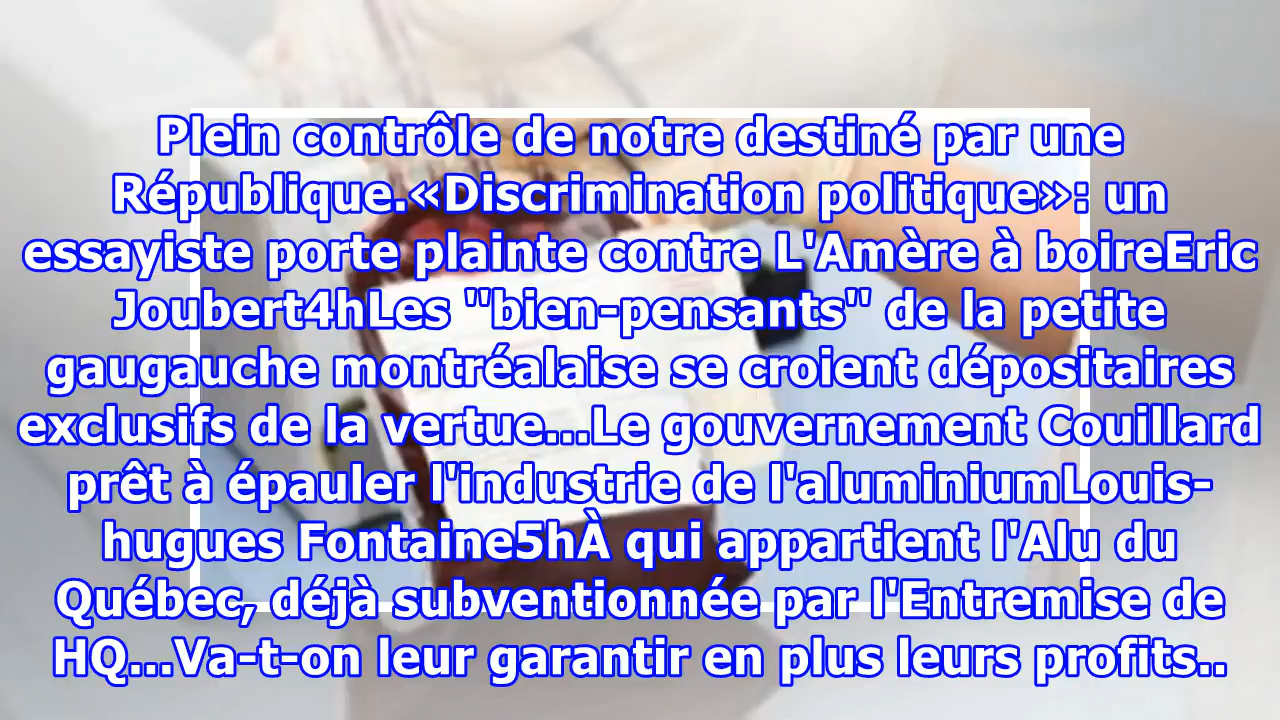 Plein contrôle de notre destiné par une
République.«Discrimination politique»: un
essayiste porte plainte contre L'Amère à boireEric
Joubert4hLes "bien-pensants" de la petite
gaugauche montréalaise se croient dépositaires
exclusifs de la vertue...Le gouvernement Couillard
prêt à épauler l'industrie de l'aluminiumLouis-
hugues Fontaine5hÀ qui appartient l'Alu du
Québec, déjà subventionnée par l'Entremise de
HQ...Va-t-on leur garantir en plus leurs profits..